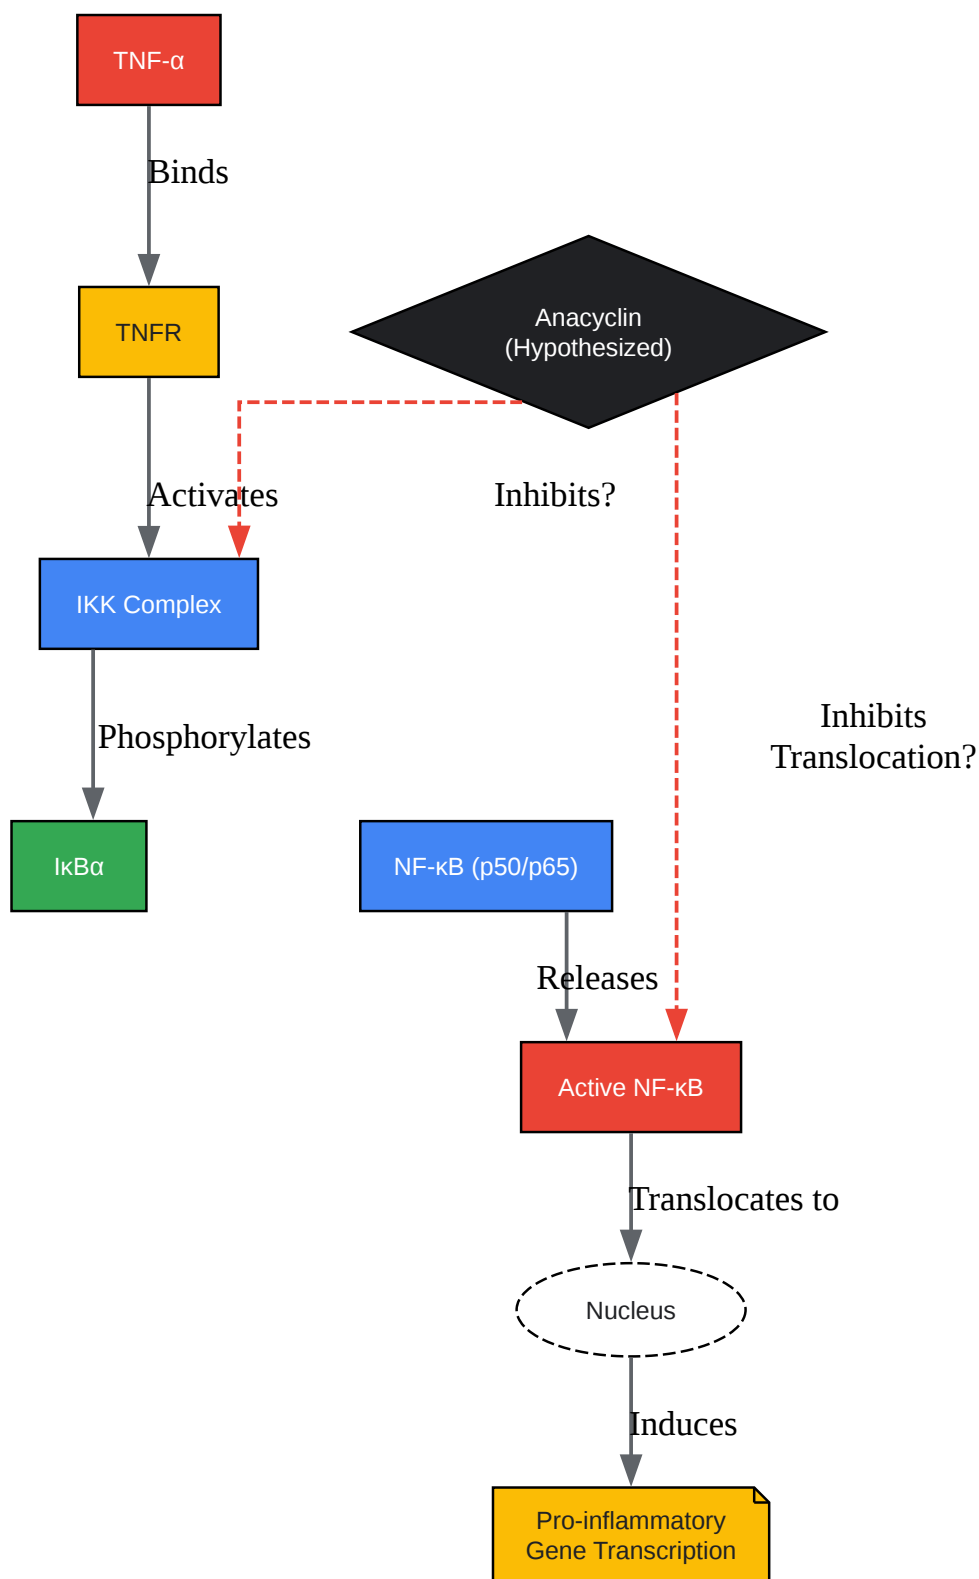 TNF-α
Binds
TNFR
Anacyclin
(Hypothesized)
Activates
Inhibits?
IKK Complex
Phosphorylates
Inhibits
Translocation?
IκBα
NF-κB (p50/p65)
Releases
Active NF-κB
Translocates to
Nucleus
Induces
Pro-inflammatory
Gene Transcription